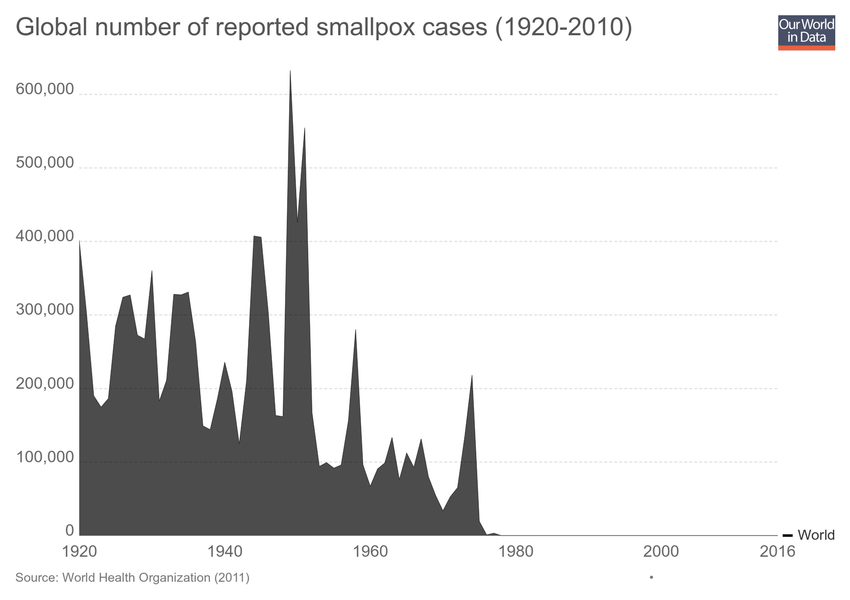 Global number of reported smallpox cases (1920-2010)
Our World
in Data
600,000
500,000
400,000
300,000
200,000
100,000
0
1920
1940
1960
1980
2000
2016
World
Source: World Health Organization (2011)